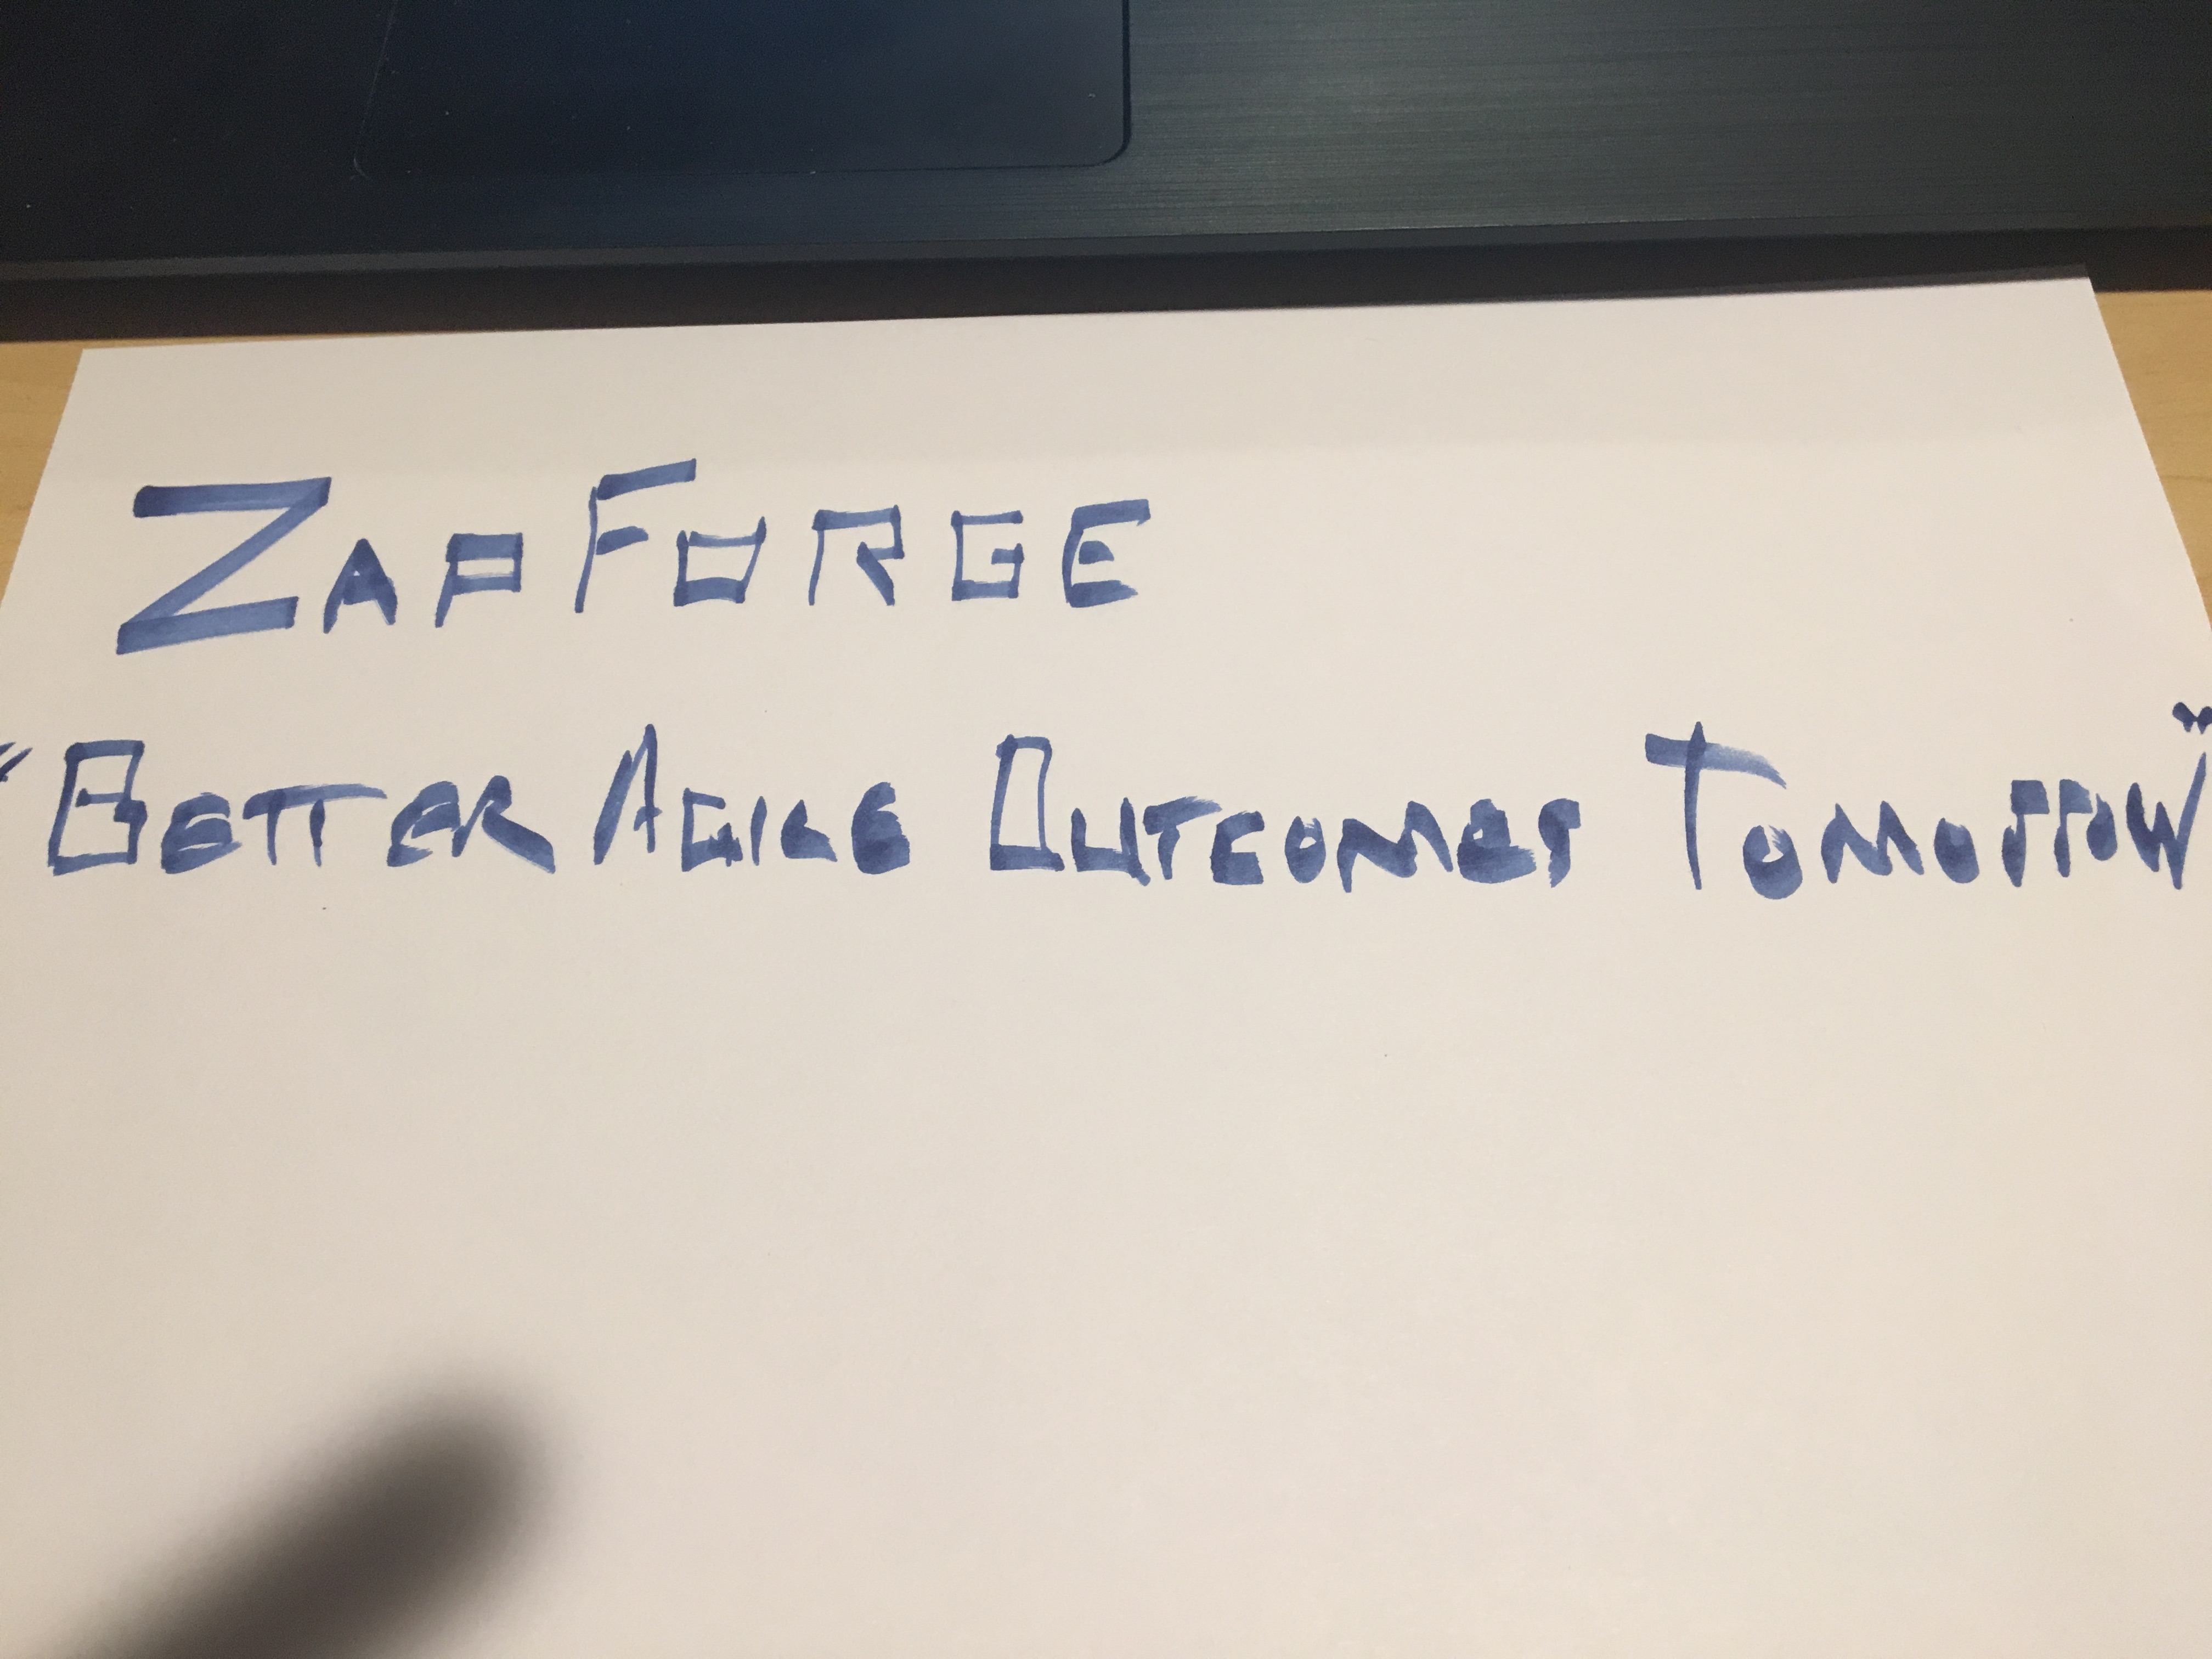 ZapForge
"Better Agile Outcomes Tomorrow"